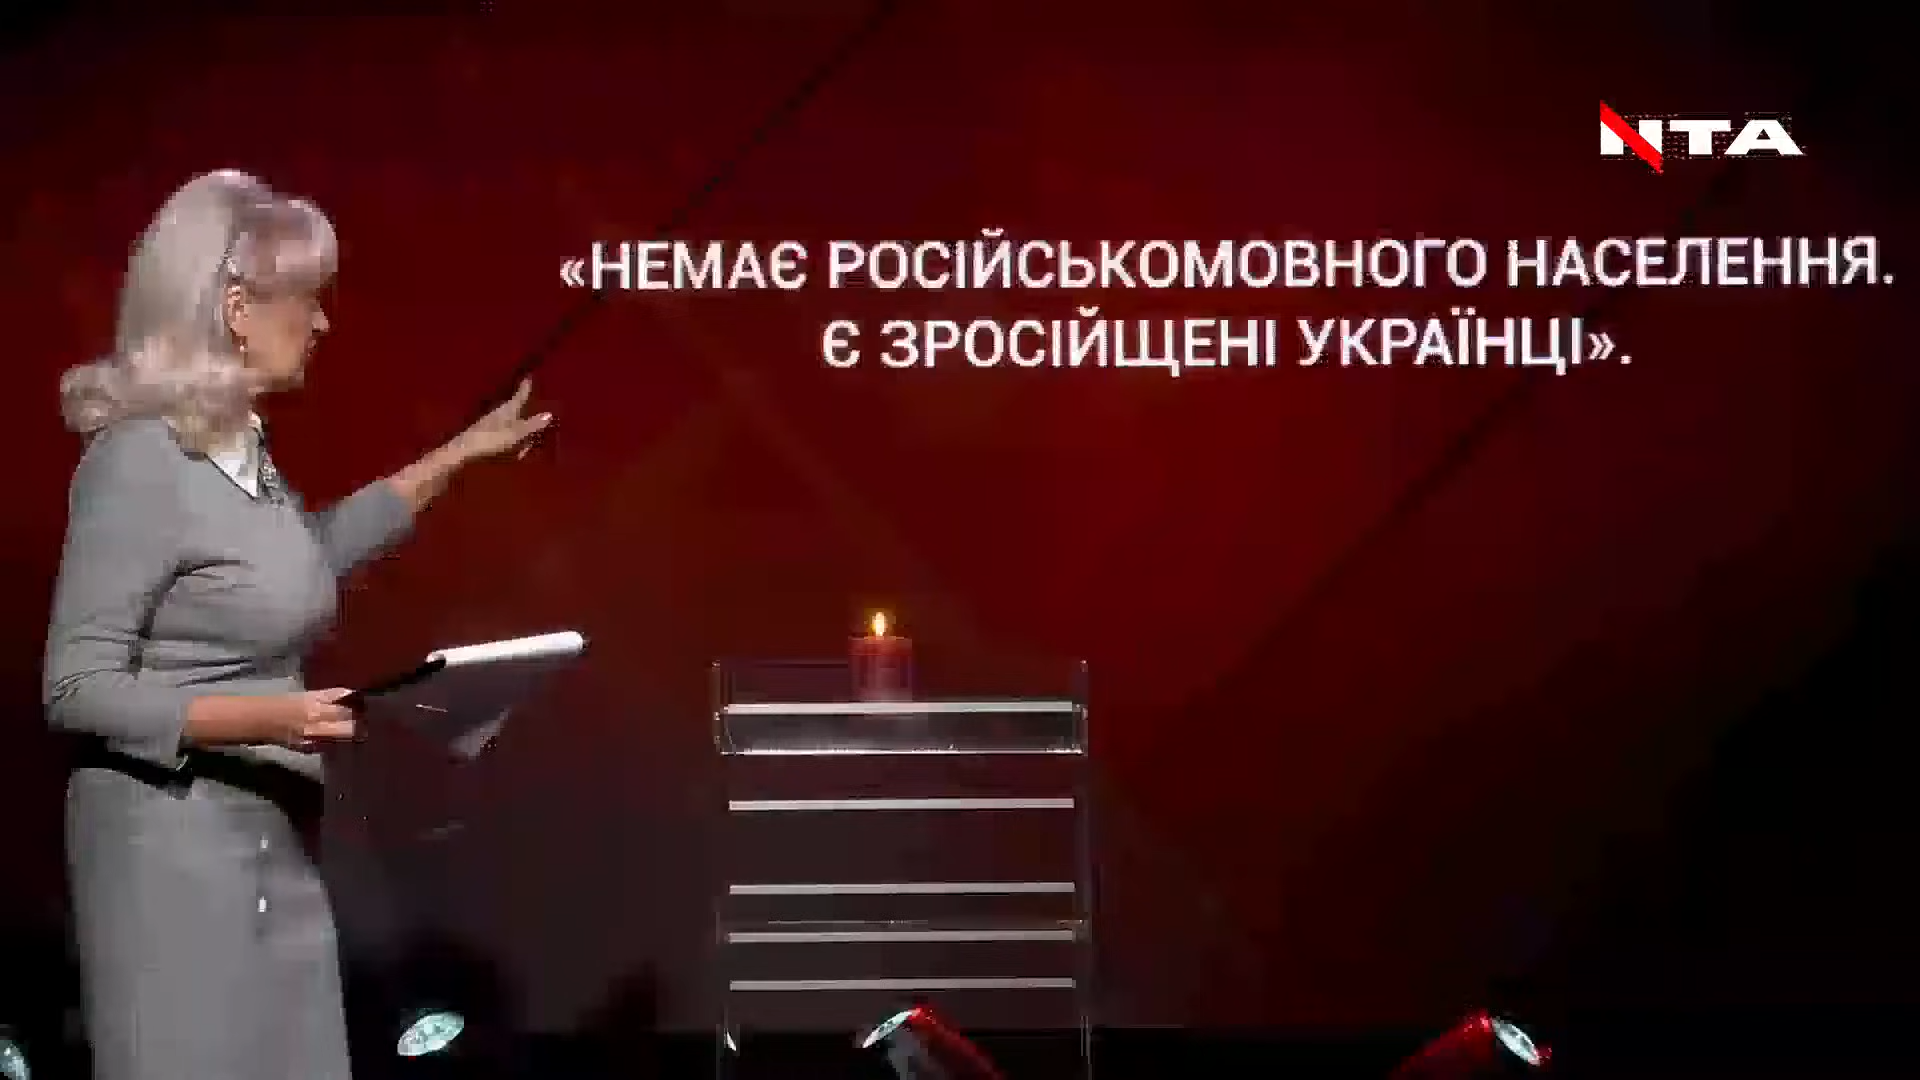 NTA
«НЕМАЄ РОСІЙСЬКОМОВНОГО НАСЕЛЕННЯ.
Є ЗРОСІЙЩЕНІ УКРАЇНЦІ».